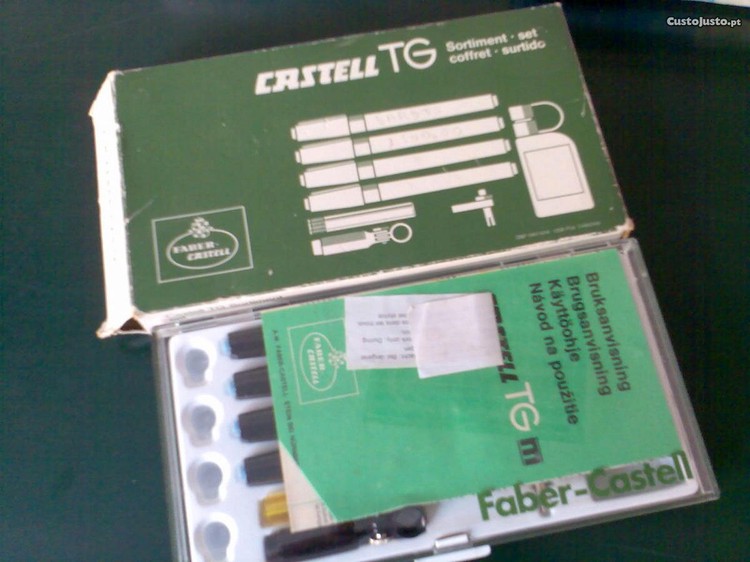 CustoJusto.pt
CASTELL TG
Sortiment · set
coffret · surtido
FABER-
CASTELL
Bruksanvisning
Brugsanvisning
Käyttöohje
Návod na použitie
CASTELL TG
FABER-
CASTELL
Faber-Castell